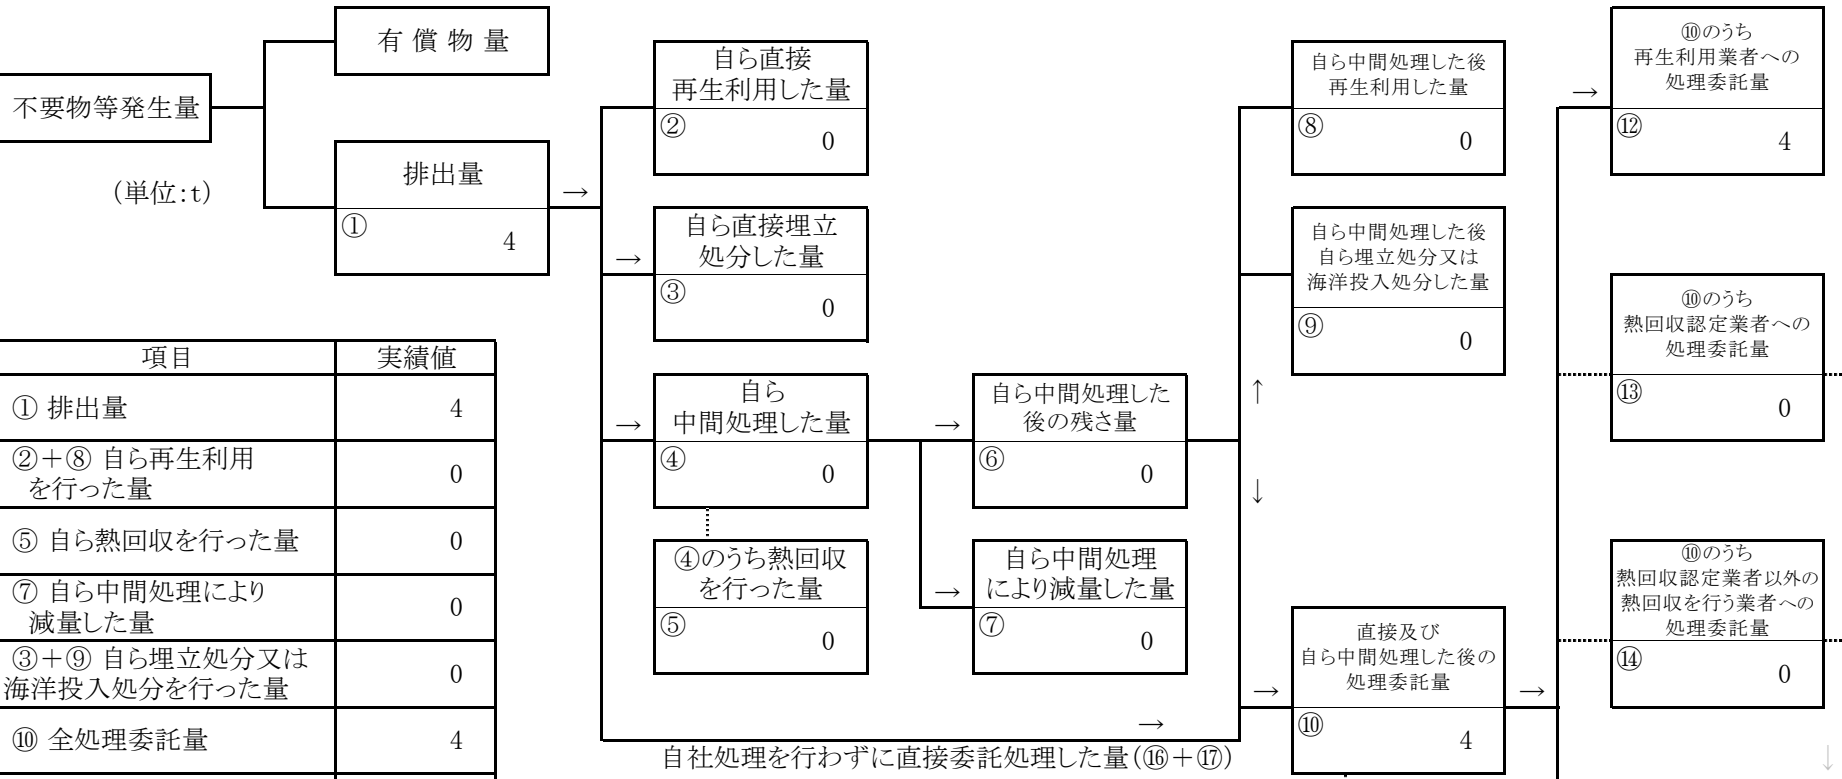 有 償 物 量
不要物等発生量
(単位:t)
排出量
①
4
→
自ら直接
再生利用した量
②
0
→
自ら直接埋立
処分した量
③
0
→
自ら
中間処理した量
④
0
④のうち熱回収
を行った量
⑤
0
→
自ら中間処理した
後の残さ量
⑥
0
→
自ら中間処理
により減量した量
⑦
0
→
自社処理を行わずに直接委託処理した量(⑯+⑰)
自ら中間処理した後
再生利用した量
⑧
0
自ら中間処理した後
自ら埋立処分又は
海洋投入処分した量
⑨
0
↑
↓
→
直接及び
自ら中間処理した後の
処理委託量
⑩
4
→
→
⑩のうち
再生利用業者への
処理委託量
⑫
4
⑩のうち
熱回収認定業者への
処理委託量
⑬
0
⑩のうち
熱回収認定業者以外の
熱回収を行う業者への
処理委託量
⑭
0
↓
項目 実績値
① 排出量 4
②+⑧ 自ら再生利用
を行った量 0
⑤ 自ら熱回収を行った量 0
⑦ 自ら中間処理により
減量した量 0
③+⑨ 自ら埋立処分又は
海洋投入処分を行った量 0
⑩ 全処理委託量 4